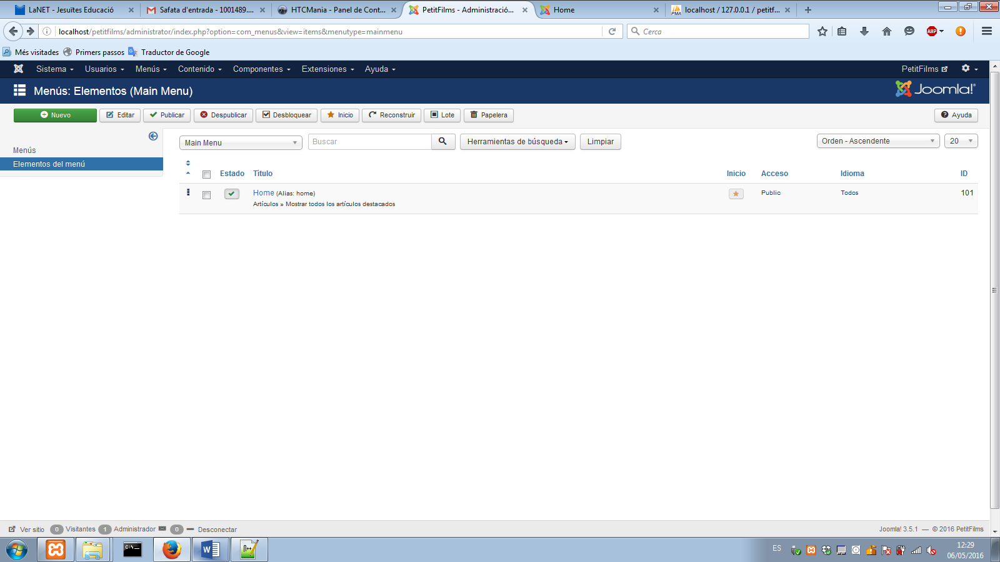 LaNET - Jesuïtes Educació
Safata d'entrada - 1001489....
HTCMania - Panel de Cont...
PetitFilms - Administració...
Home
localhost / 127.0.0.1 / petitf...
localhost/petitfilms/administrator/index.php?option=com_menus&view=items&menutype=mainmenu
Cerca
ABP
Més visitades
Primers passos
Traductor de Google
Sistema
Usuarios
Menús
Contenido
Componentes
Extensiones
Ayuda
PetitFilms
Menús: Elementos (Main Menu)
Joomla!®
Nuevo
Editar
Publicar
Despublicar
Desbloquear
Inicio
Reconstruir
Lote
Papelera
Ayuda
Menús
Elementos del menú
Main Menu
Buscar
Herramientas de búsqueda
Limpiar
Orden - Ascendente
20
Estado
Título
Inicio
Acceso
Idioma
ID
Home (Alias: home)
Artículos » Mostrar todos los artículos destacados
Public
Todos
101
Ver sitio
0 Visitantes
1 Administrador
0
Desconectar
Joomla! 3.5.1 — © 2016 PetitFilms
C:\_
W
ES
12:29
06/05/2016